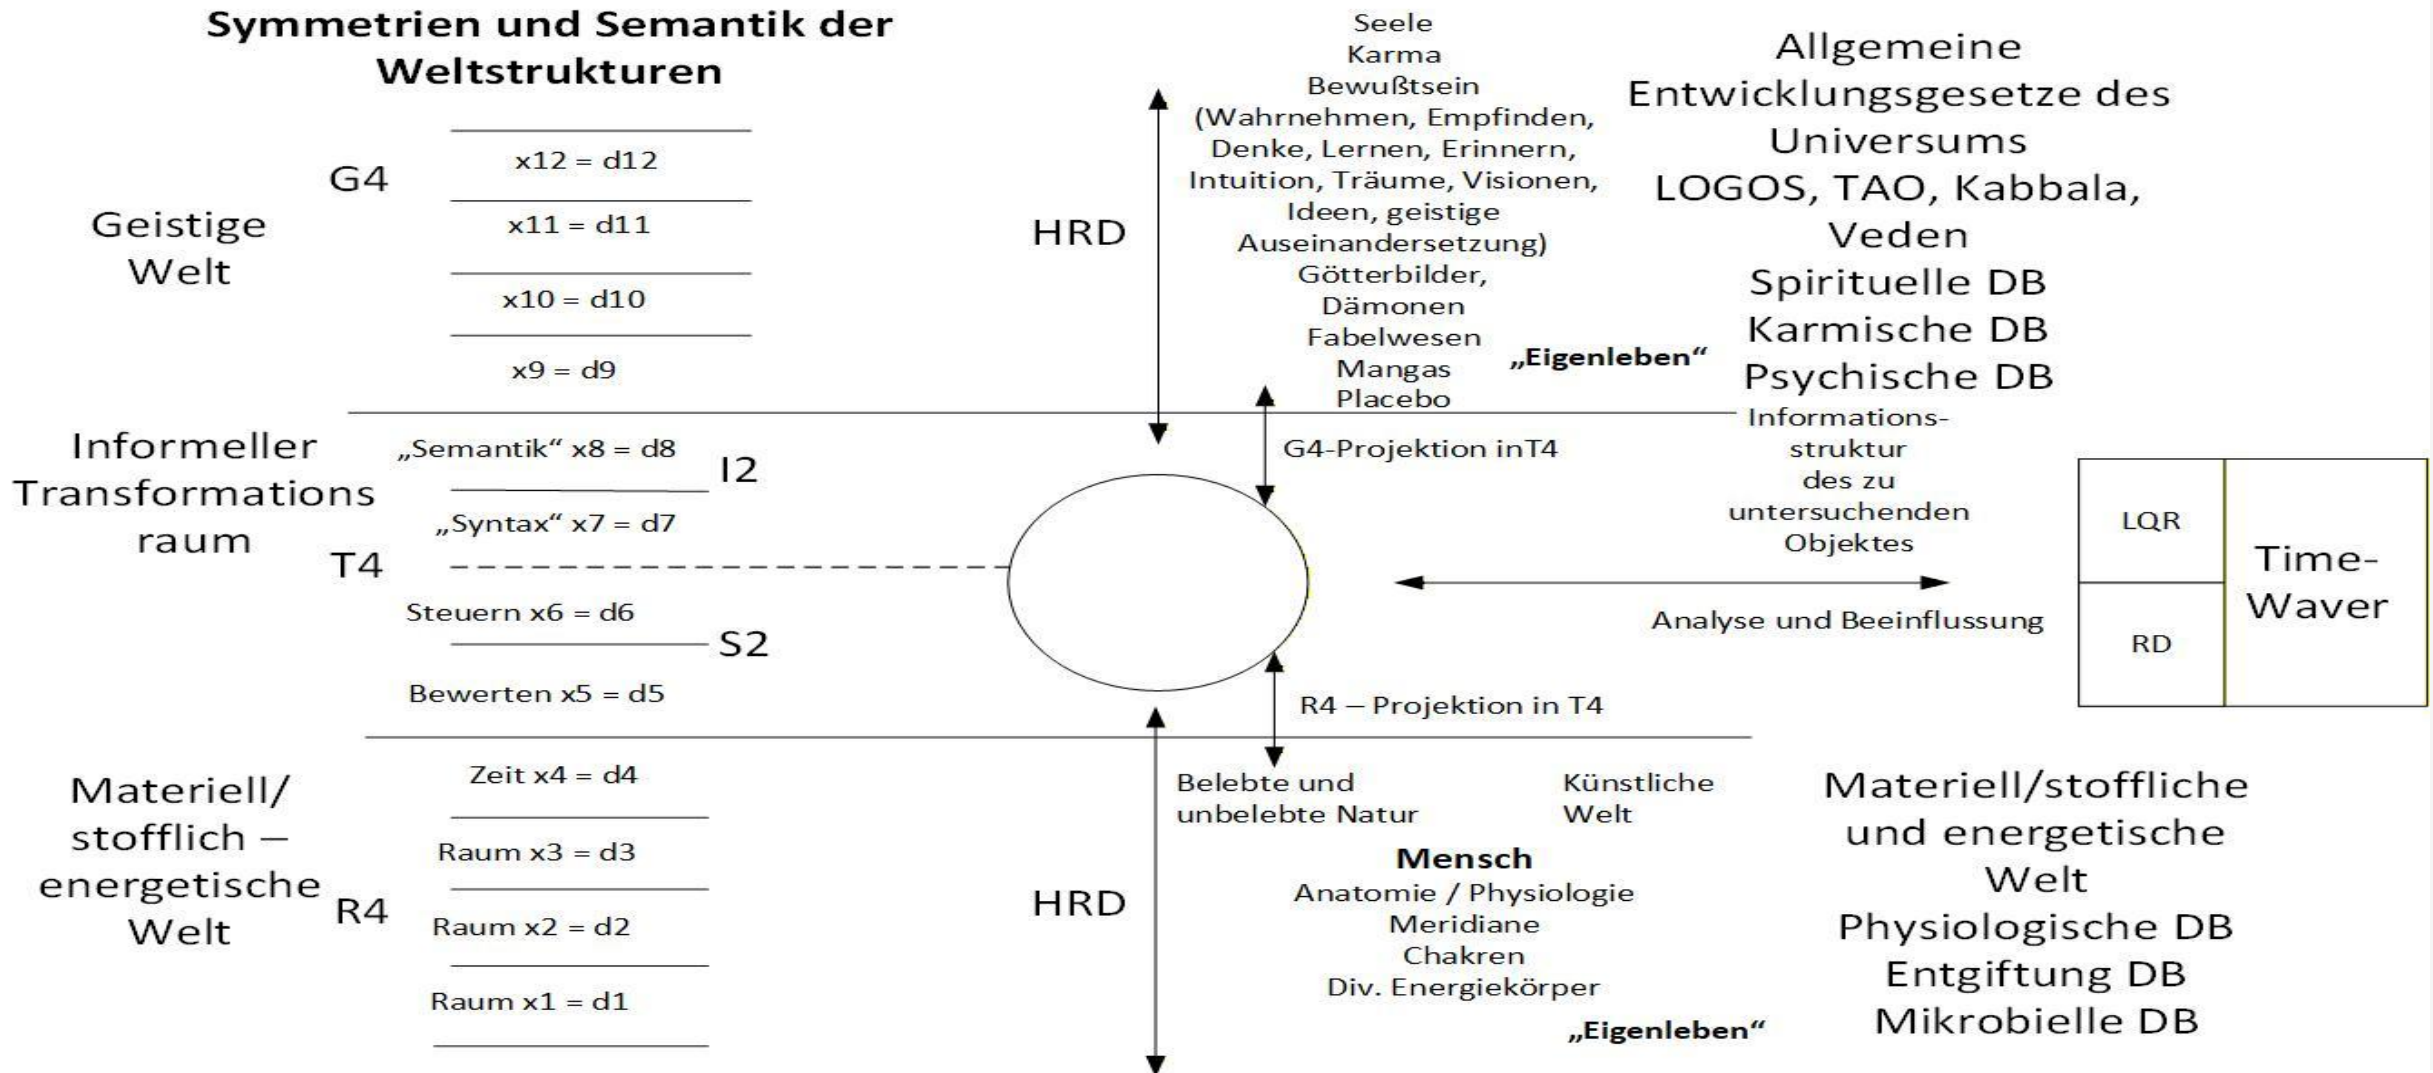 Symmetrien und Semantik der
Weltstrukturen
Geistige
Welt
G4
x12 = d12
x11 = d11
x10 = d10
x9 = d9
HRD
Seele
Karma
Bewußtsein
(Wahrnehmen, Empfinden,
Denke, Lernen, Erinnern,
Intuition, Träume, Visionen,
Ideen, geistige
Auseinandersetzung)
Götterbilder,
Dämonen
Fabelwesen
Mangas
Placebo
„Eigenleben“
Allgemeine
Entwicklungsgesetze des
Universums
LOGOS, TAO, Kabbala,
Veden
Spirituelle DB
Karmische DB
Psychische DB
Informeller
Transformations
raum
T4
„Semantik“ x8 = d8
I2
„Syntax“ x7 = d7
Steuern x6 = d6
S2
Bewerten x5 = d5
G4-Projektion inT4
R4 – Projektion in T4
Informations-
struktur
des zu
untersuchenden
Objektes
Analyse und Beeinflussung
LQR
RD
Time-
Waver
Materiell/
stofflich –
energetische
Welt
R4
Zeit x4 = d4
Raum x3 = d3
Raum x2 = d2
Raum x1 = d1
HRD
Belebte und
unbelebte Natur
Künstliche
Welt
Mensch
Anatomie / Physiologie
Meridiane
Chakren
Div. Energiekörper
„Eigenleben“
Materiell/stoffliche
und energetische
Welt
Physiologische DB
Entgiftung DB
Mikrobielle DB